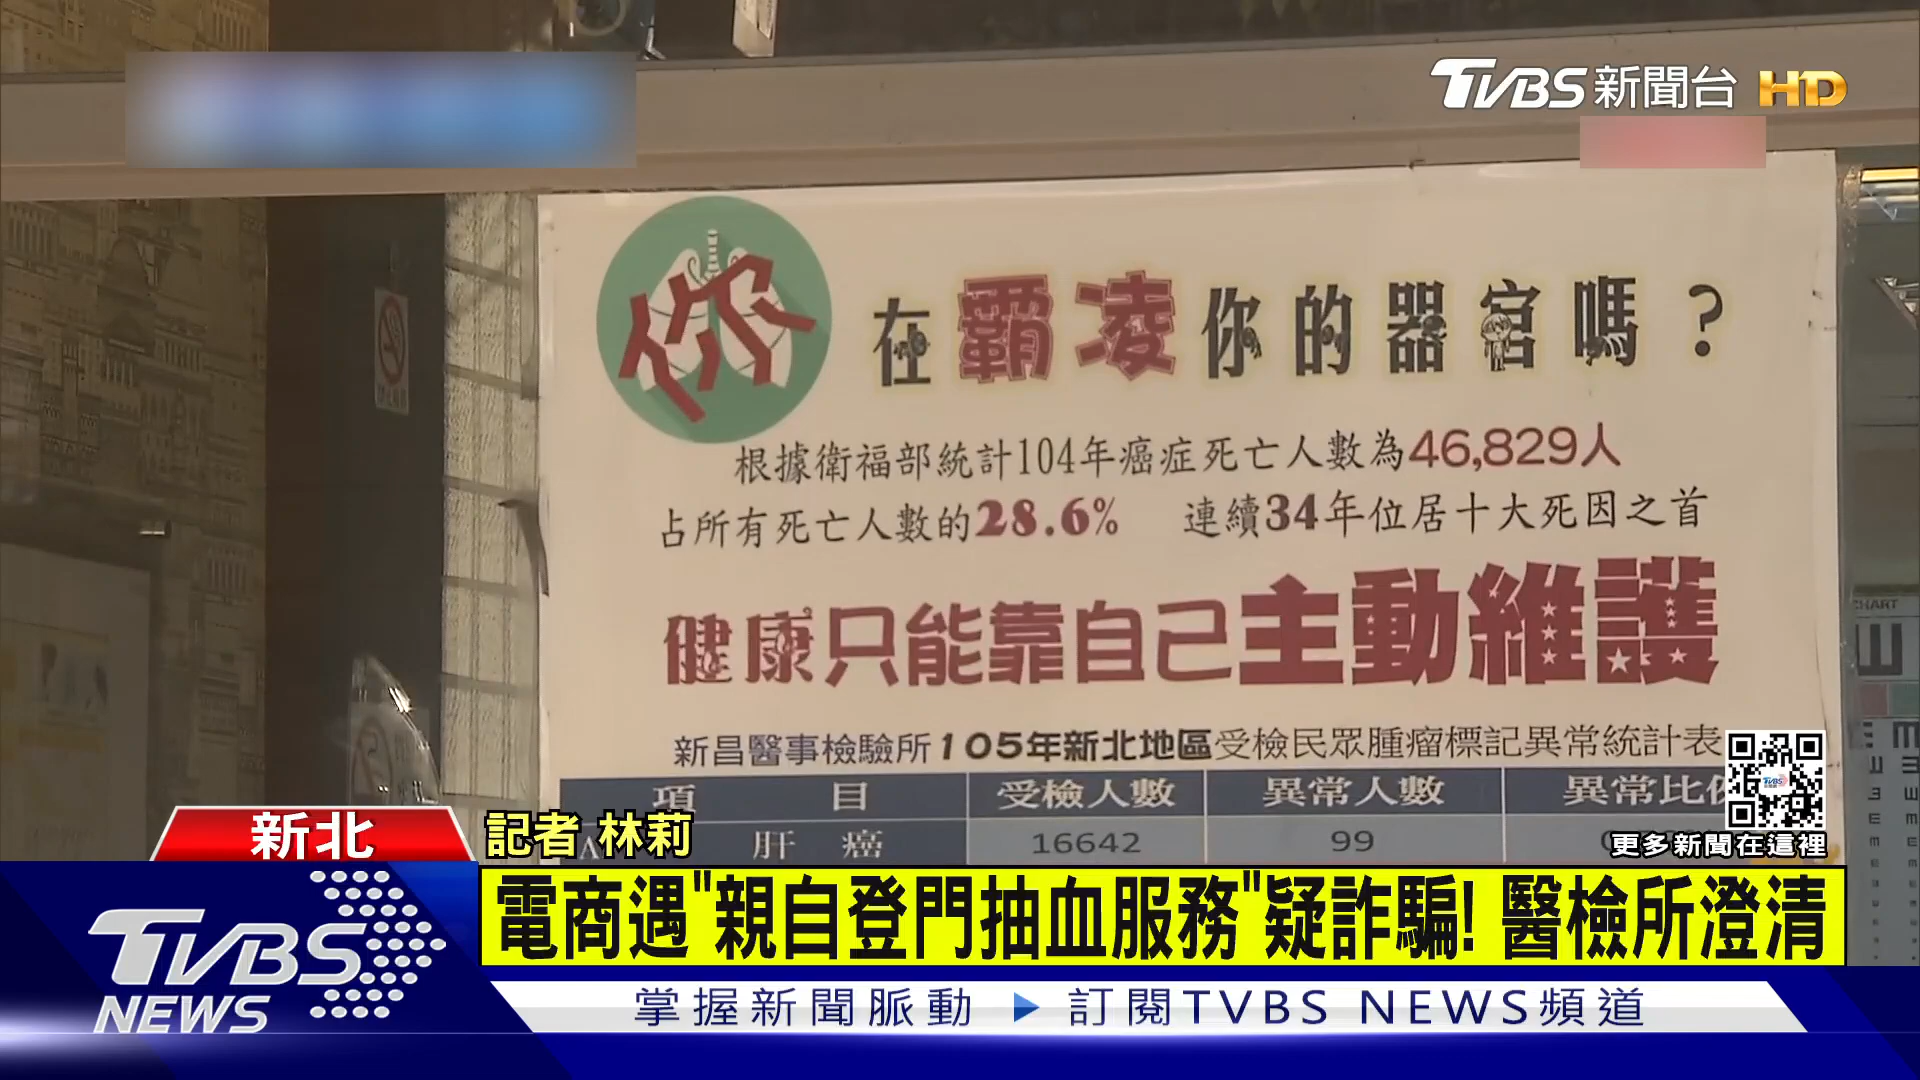 TVBS新聞台 HD
你在霸凌你的器官嗎？
根據衛福部統計104年癌症死亡人數為46,829人
占所有死亡人數的28.6% 連續34年位居十大死因之首
健康只能靠自己主動維護
新昌醫事檢驗所105年新北地區受檢民眾腫瘤標記異常統計表
項目 受檢人數 異常人數 異常比
肝癌 16642 99
CHART
更多新聞在這裡
新北
記者 林莉
電商遇"親自登門抽血服務"疑詐騙! 醫檢所澄清
TVBS NEWS
掌握新聞脈動 ▶ 訂閱TVBS NEWS頻道